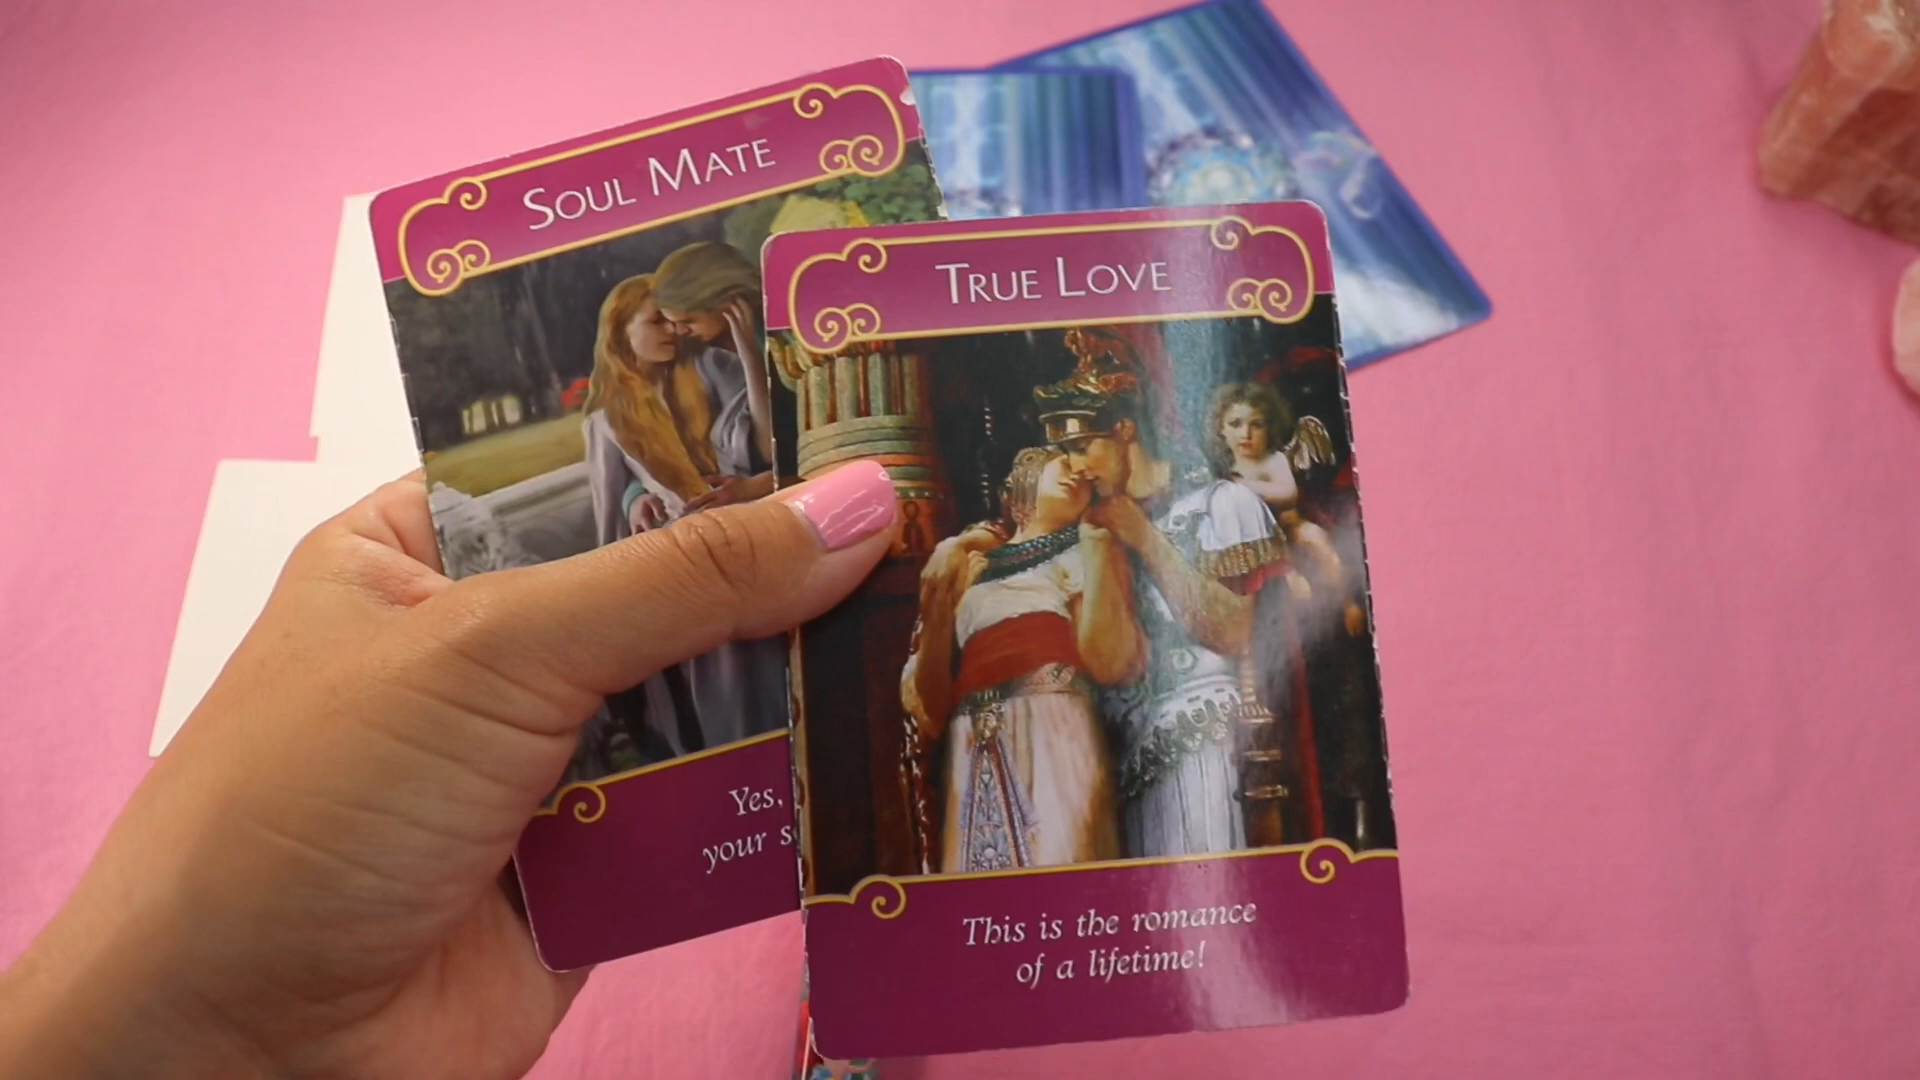 SOUL MATE
Yes,
your
TRUE LOVE
This is the romance
of a lifetime!